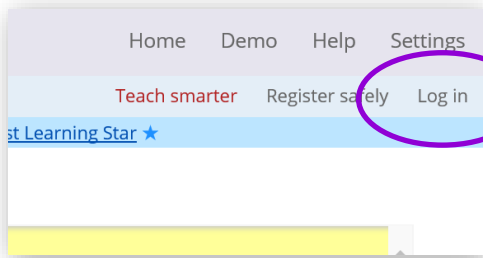 Home Demo Help Settings
Teach smarter Register safely Log in
st Learning Star ★